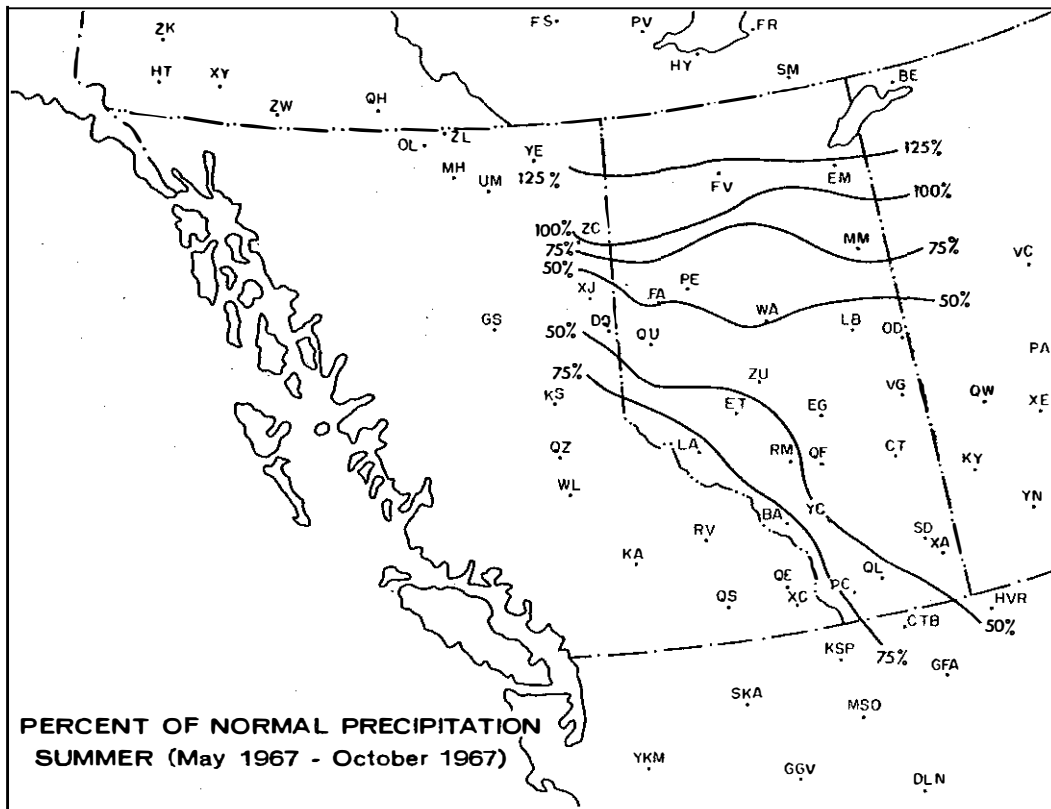 FS
PV
FR
ZK
HY
HT
XY
SM
BE
ZW
QH
OL
ZL
YE
125%
MH
UM
125%
FV
EM
100%
100%
ZC
75%
MM
75%
VC
50%
XJ
FA
PE
50%
GS
DQ
QU
WA
LB
OD
50%
PA
75%
ZU
KS
ET
EG
VG
QW
XE
QZ
LA
RM
QF
CT
KY
WL
YC
YN
BA
SD
XA
KA
RV
QE
QL
QS
XC
PC
HVR
CTB
50%
KSP
75%
GFA
SKA
MSO
PERCENT OF NORMAL PRECIPITATION
SUMMER (May 1967 - October 1967)
YKM
GGV
DLN